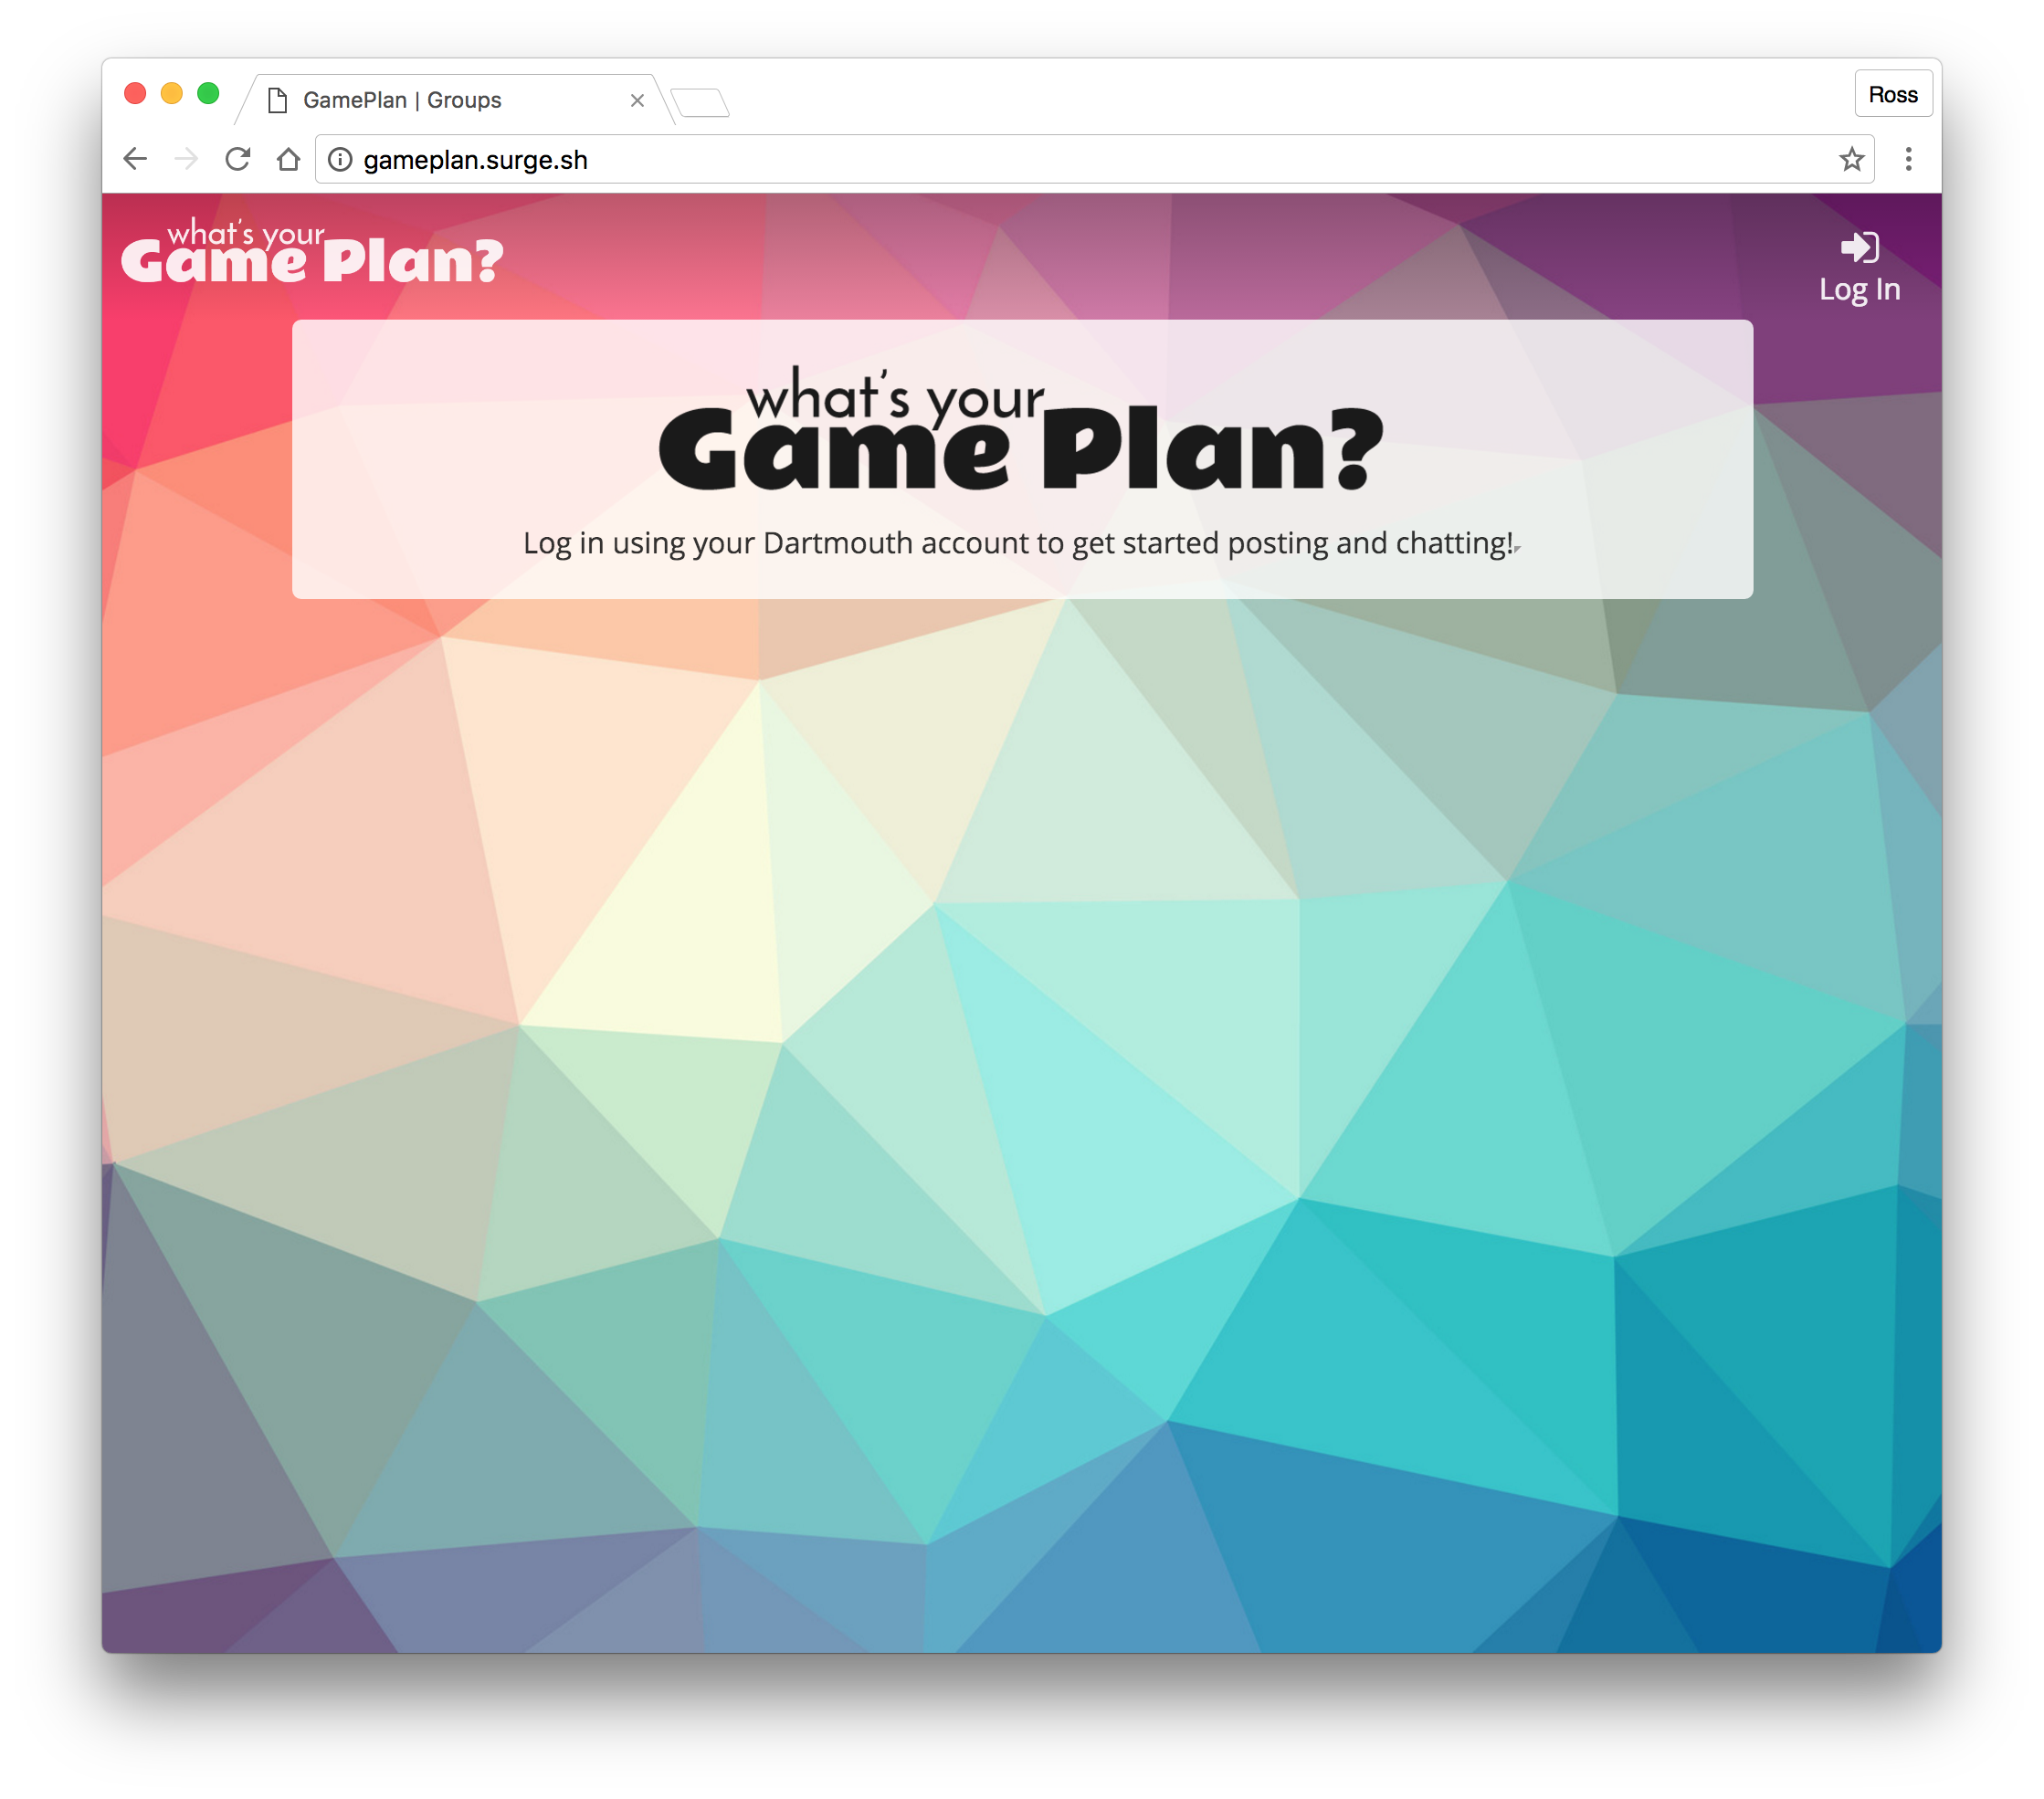 GamePlan | Groups
Ross
gameplan.surge.sh
what's your
Game Plan?
Log In
what's your
Game Plan?
Log in using your Dartmouth account to get started posting and chatting!